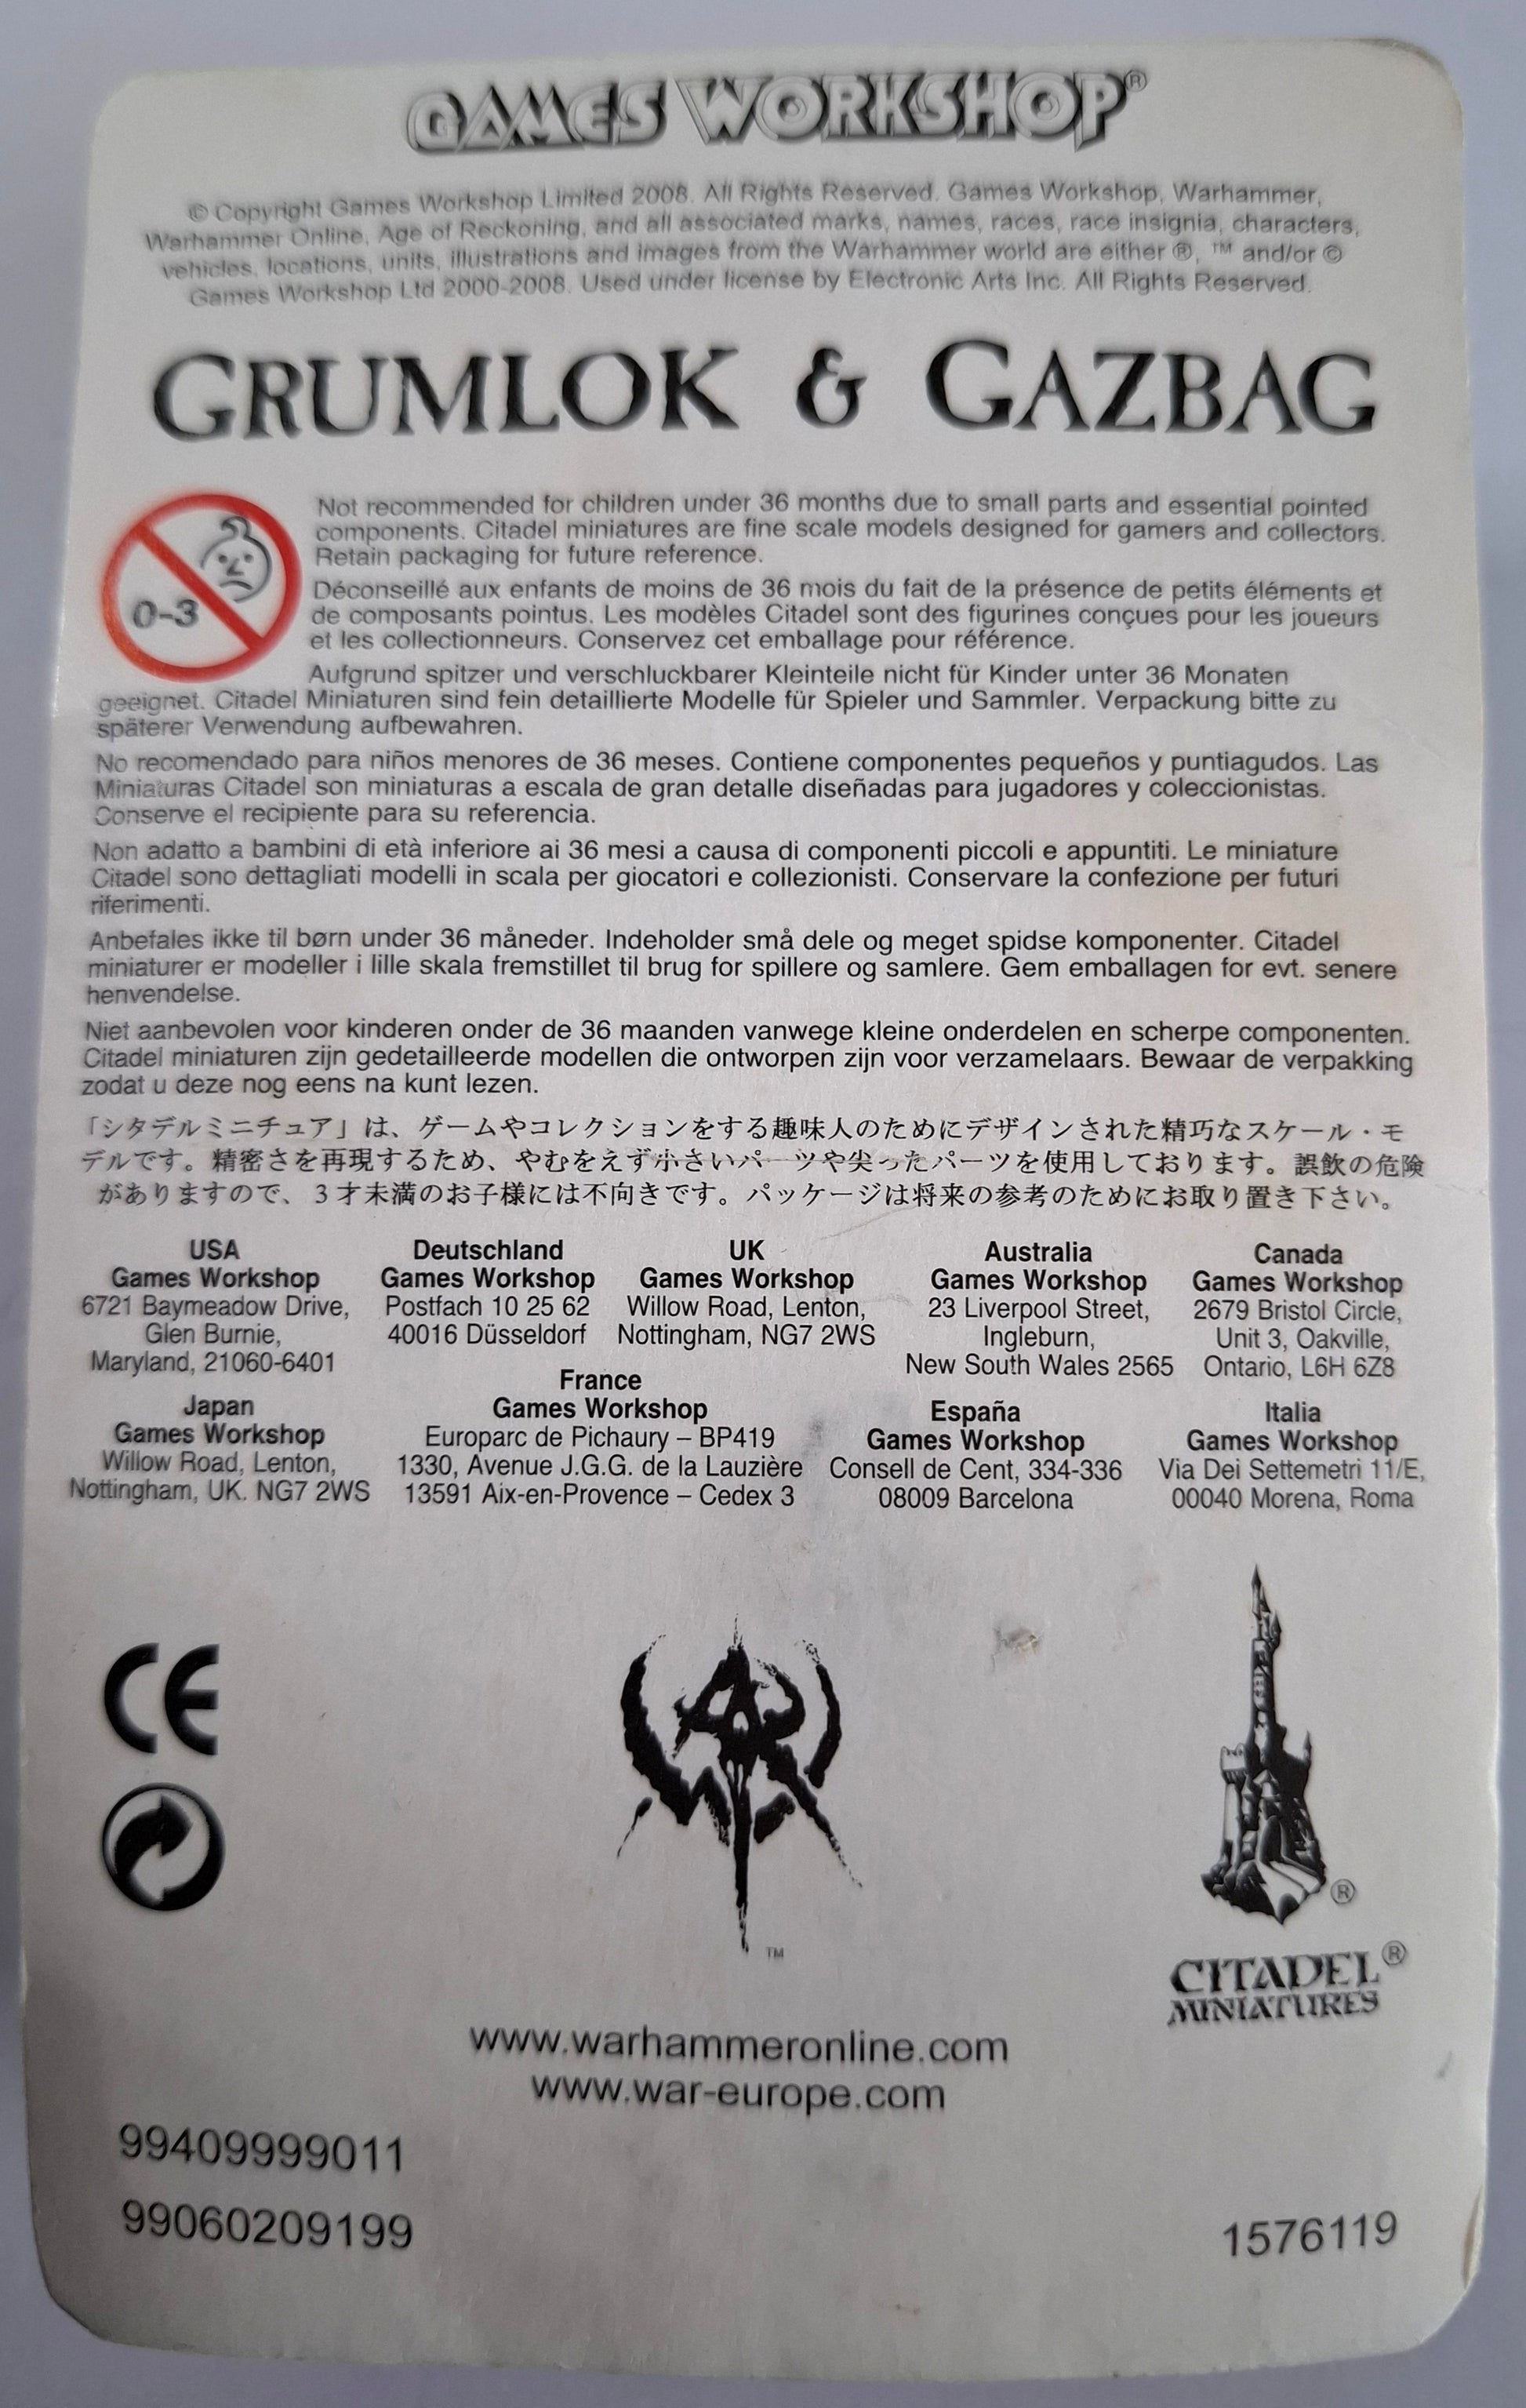 GAMES WORKSHOP®
© Copyright Games Workshop Limited 2008. All Rights Reserved. Games Workshop, Warhammer,
Warhammer Online, Age of Reckoning, and all associated marks, names, races, race insignia, characters,
vehicles, locations, units, illustrations and images from the Warhammer world are either ®, ™ and/or ©
Games Workshop Ltd 2000-2008. Used under license by Electronic Arts Inc. All Rights Reserved.
GRUMLOK & GAZBAG
0-3
Not recommended for children under 36 months due to small parts and essential pointed
components. Citadel miniatures are fine scale models designed for gamers and collectors.
Retain packaging for future reference.
Déconseillé aux enfants de moins de 36 mois du fait de la présence de petits éléments et
de composants pointus. Les modèles Citadel sont des figurines conçues pour les joueurs
et les collectionneurs. Conservez cet emballage pour référence.
Aufgrund spitzer und verschluckbarer Kleinteile nicht für Kinder unter 36 Monaten
geeignet. Citadel Miniaturen sind fein detaillierte Modelle für Spieler und Sammler. Verpackung bitte zu
späterer Verwendung aufbewahren.
No recomendado para niños menores de 36 meses. Contiene componentes pequeños y puntiagudos. Las
Miniaturas Citadel son miniaturas a escala de gran detalle diseñadas para jugadores y coleccionistas.
Conserve el recipiente para su referencia.
Non adatto a bambini di età inferiore ai 36 mesi a causa di componenti piccoli e appuntiti. Le miniature
Citadel sono dettagliati modelli in scala per giocatori e collezionisti. Conservare la confezione per futuri
riferimenti.
Anbefales ikke til børn under 36 måneder. Indeholder små dele og meget spidse komponenter. Citadel
miniaturer er modeller i lille skala fremstillet til brug for spillere og samlere. Gem emballagen for evt. senere
henvendelse.
Niet aanbevolen voor kinderen onder de 36 maanden vanwege kleine onderdelen en scherpe componenten.
Citadel miniaturen zijn gedetailleerde modellen die ontworpen zijn voor verzamelaars. Bewaar de verpakking
zodat u deze nog eens na kunt lezen.
「シタデルミニチュア」は、ゲームやコレクションをする趣味人のためにデザインされた精巧なスケール・モ
デルです。精密さを再現するため、やむをえず小さいパーツや尖ったパーツを使用しております。誤飲の危険
がありますので、３才未満のお子様には不向きです。パッケージは将来の参考のためにお取り置き下さい。
USA
Games Workshop
6721 Baymeadow Drive,
Glen Burnie,
Maryland, 21060-6401
Deutschland
Games Workshop
Postfach 10 25 62
40016 Düsseldorf
UK
Games Workshop
Willow Road, Lenton,
Nottingham, NG7 2WS
Australia
Games Workshop
23 Liverpool Street,
Ingleburn,
New South Wales 2565
Canada
Games Workshop
2679 Bristol Circle,
Unit 3, Oakville,
Ontario, L6H 6Z8
Japan
Games Workshop
Willow Road, Lenton,
Nottingham, UK. NG7 2WS
France
Games Workshop
Europarc de Pichaury – BP419
1330, Avenue J.G.G. de la Lauzière
13591 Aix-en-Provence – Cedex 3
España
Games Workshop
Consell de Cent, 334-336
08009 Barcelona
Italia
Games Workshop
Via Dei Settemetri 11/E,
00040 Morena, Roma
CE
WAR
™
®
CITADEL®
MINIATURES
www.warhammeronline.com
www.war-europe.com
99409999011
99060209199
1576119